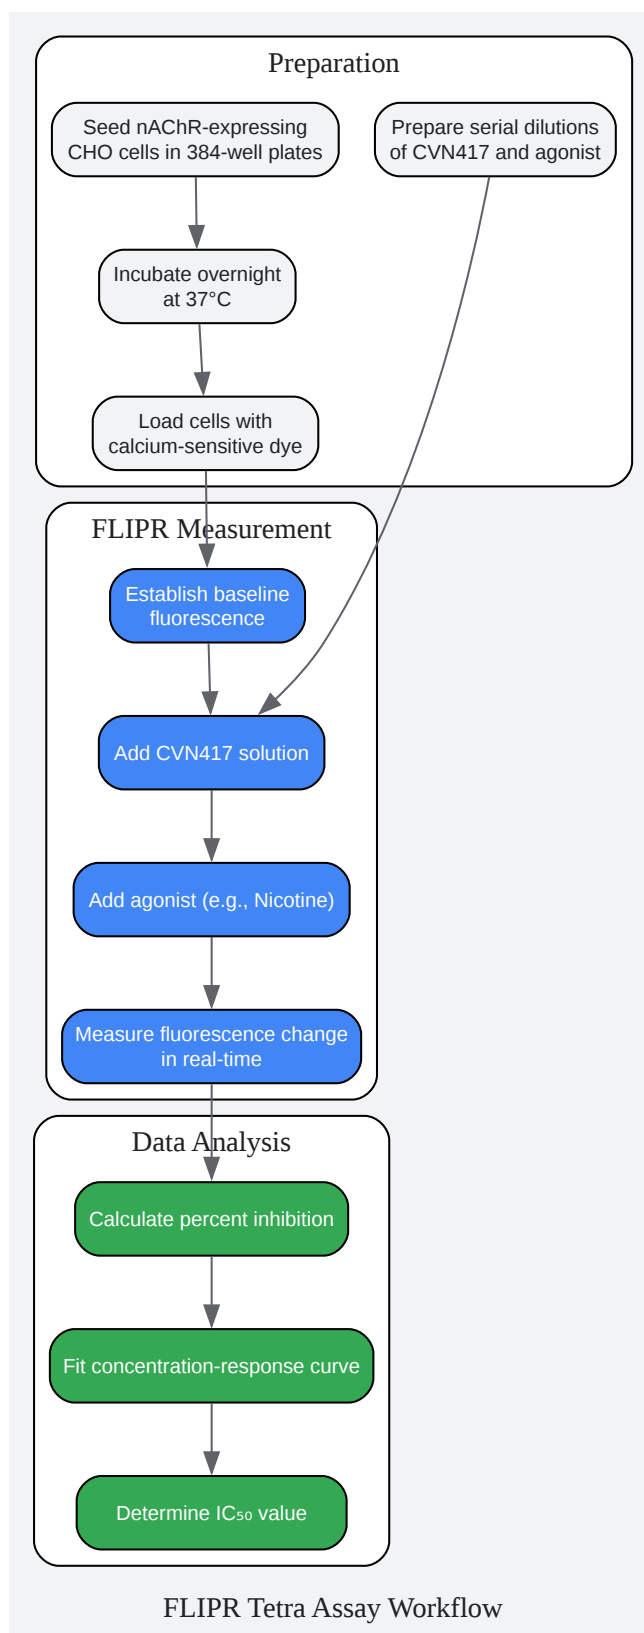 Preparation
Seed nAChR-expressing
CHO cells in 384-well plates
Prepare serial dilutions
of CVN417 and agonist
Incubate overnight
at 37°C
Load cells with
calcium-sensitive dye
FLIPR Measurement
Establish baseline
fluorescence
Add CVN417 solution
Add agonist (e.g., Nicotine)
Measure fluorescence change
in real-time
Data Analysis
Calculate percent inhibition
Fit concentration-response curve
Determine IC₅₀ value
FLIPR Tetra Assay Workflow